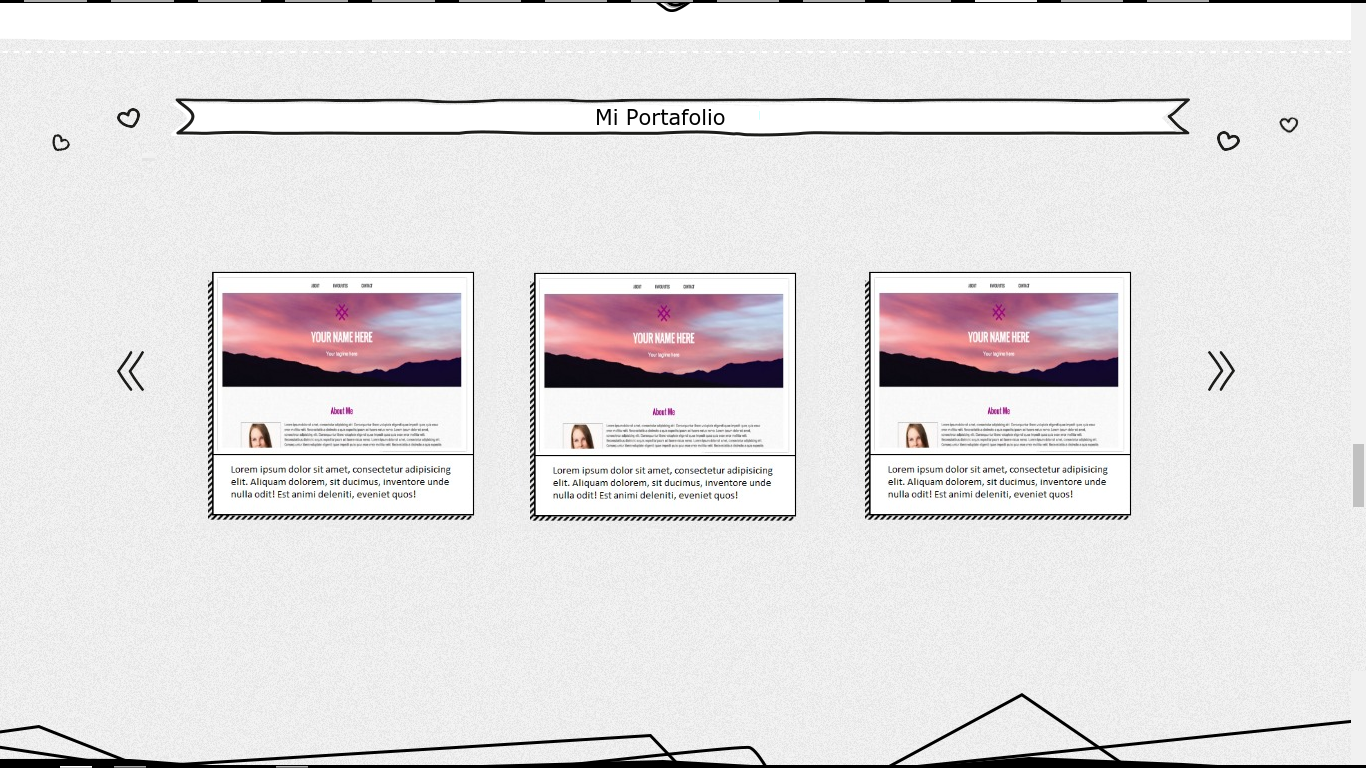 Mi Portafolio
ABOUT FAVOURITES CONTACT
YOUR NAME HERE
Your tagline here
About Me
Lorem ipsum dolor sit amet, consectetur adipisicing
elit. Aliquam dolorem, sit ducimus, inventore unde
nulla odit! Est animi deleniti, eveniet quos!
ABOUT FAVOURITES CONTACT
YOUR NAME HERE
Your tagline here
About Me
Lorem ipsum dolor sit amet, consectetur adipisicing
elit. Aliquam dolorem, sit ducimus, inventore unde
nulla odit! Est animi deleniti, eveniet quos!
ABOUT FAVOURITES CONTACT
YOUR NAME HERE
Your tagline here
About Me
Lorem ipsum dolor sit amet, consectetur adipisicing
elit. Aliquam dolorem, sit ducimus, inventore unde
nulla odit! Est animi deleniti, eveniet quos!